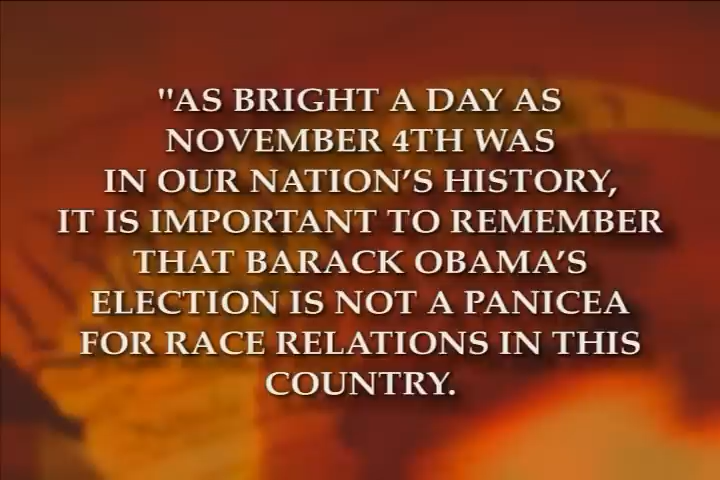 "AS BRIGHT A DAY AS
NOVEMBER 4TH WAS
IN OUR NATION’S HISTORY,
IT IS IMPORTANT TO REMEMBER
THAT BARACK OBAMA’S
ELECTION IS NOT A PANICEA
FOR RACE RELATIONS IN THIS
COUNTRY.